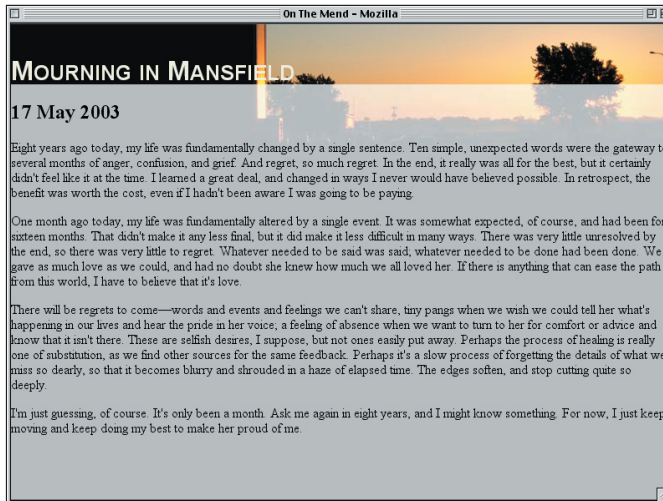 On The Mend - Mozilla
MOURNING IN MANSFIELD
17 May 2003
Eight years ago today, my life was fundamentally changed by a single sentence. Ten simple, unexpected words were the gateway to
several months of anger, confusion, and grief. And regret, so much regret. In the end, it really was all for the best, but it certainly
didn't feel like it at the time. I learned a great deal, and changed in ways I never would have believed possible. In retrospect, the
benefit was worth the cost, even if I hadn't been aware I was going to be paying.
One month ago today, my life was fundamentally altered by a single event. It was somewhat expected, of course, and had been for
sixteen months. That didn't make it any less final, but it did make it less difficult in many ways. There was very little unresolved by
the end, so there was very little to regret. Whatever needed to be said was said; whatever needed to be done had been done. We
gave as much love as we could, and had no doubt she knew how much we all loved her. If there is anything that can ease the path
from this world, I have to believe that it's love.
There will be regrets to come—words and events and feelings we can't share, tiny pangs when we wish we could tell her what's
happening in our lives and hear the pride in her voice; a feeling of absence when we want to turn to her for comfort or advice and
know that it isn't there. These are selfish desires, I suppose, but not ones easily put away. Perhaps the process of healing is really
one of substitution, as we find other sources for the same feedback. Perhaps it's a slow process of forgetting the details of what we
miss so dearly, so that it becomes blurry and shrouded in a haze of elapsed time. The edges soften, and stop cutting quite so
deeply.
I'm just guessing, of course. It's only been a month. Ask me again in eight years, and I might know something. For now, I just keep
moving and keep doing my best to make her proud of me.